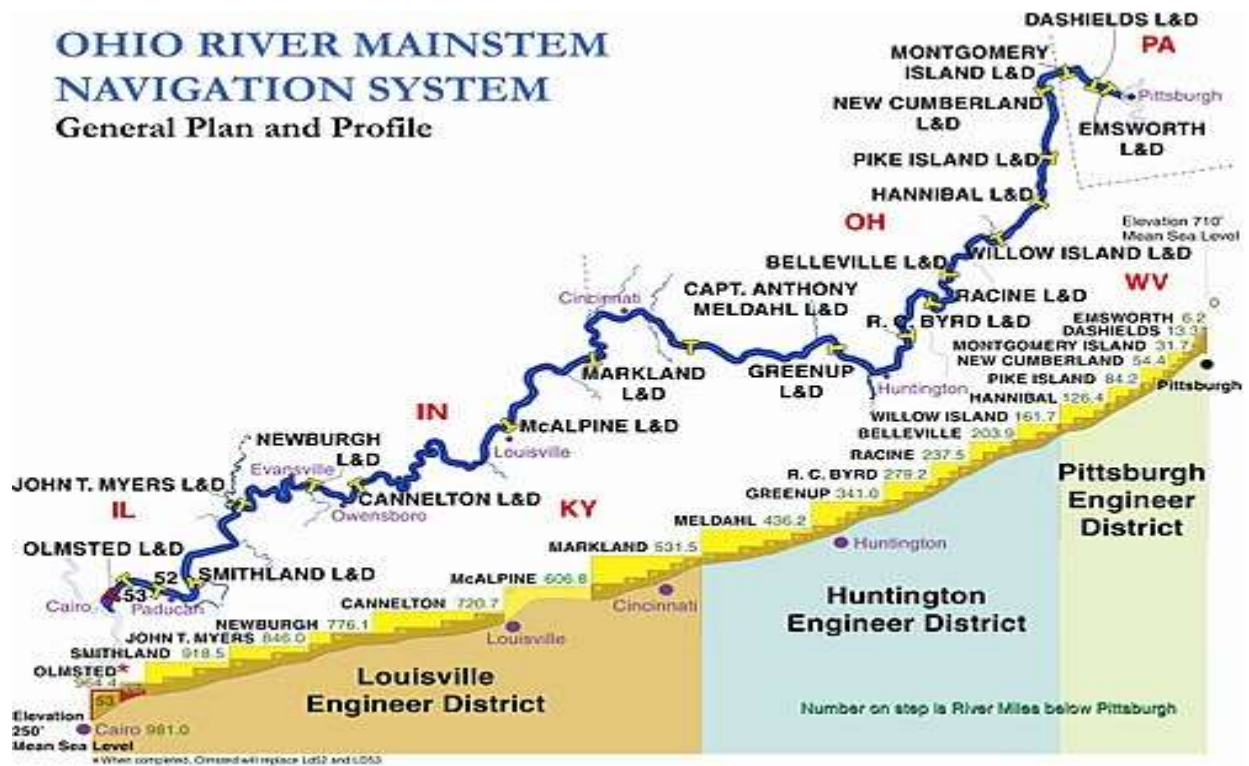 OHIO RIVER MAINSTEM
NAVIGATION SYSTEM
General Plan and Profile
DASHIELDS L&D
PA
MONTGOMERY
ISLAND L&D
Pittsburgh
NEW CUMBERLAND
L&D
EMSWORTH
L&D
PIKE ISLAND L&D
HANNIBAL L&D
OH
Elevation 710'
Mean Sea Level
WILLOW ISLAND L&D
BELLEVILLE L&D
WV
CAPT. ANTHONY
MELDAHL L&D
RACINE L&D
Cincinnati
R. C. BYRD L&D
0
EMSWORTH 6.2
DASHIELDS 13.3
MONTGOMERY ISLAND 31.7
NEW CUMBERLAND 54.4
MARKLAND
L&D
GREENUP
L&D
Huntington
PIKE ISLAND 84.2
Pittsburgh
HANNIBAL 126.4
WILLOW ISLAND 161.7
IN
McALPINE L&D
BELLEVILLE 203.9
NEWBURGH
L&D
Louisville
RACINE 237.5
Evansville
R. C. BYRD 279.2
JOHN T. MYERS L&D
CANNELTON L&D
GREENUP 341.0
Pittsburgh
Engineer
District
IL
Owensboro
KY
MELDAHL 436.2
OLMSTED L&D
MARKLAND 531.5
Huntington
52
SMITHLAND L&D
McALPINE 606.8
53
Cairo
Paducah
CANNELTON 720.7
Cincinnati
Huntington
Engineer District
NEWBURGH 776.1
Louisville
JOHN T. MYERS 846.0
SMITHLAND 918.5
OLMSTED*
964.4
Louisville
Engineer District
53
Number on step is River Miles below Pittsburgh
Elevation
250'
Mean Sea Level
Cairo 981.0
* When completed, Olmsted will replace Ld52 and LD53